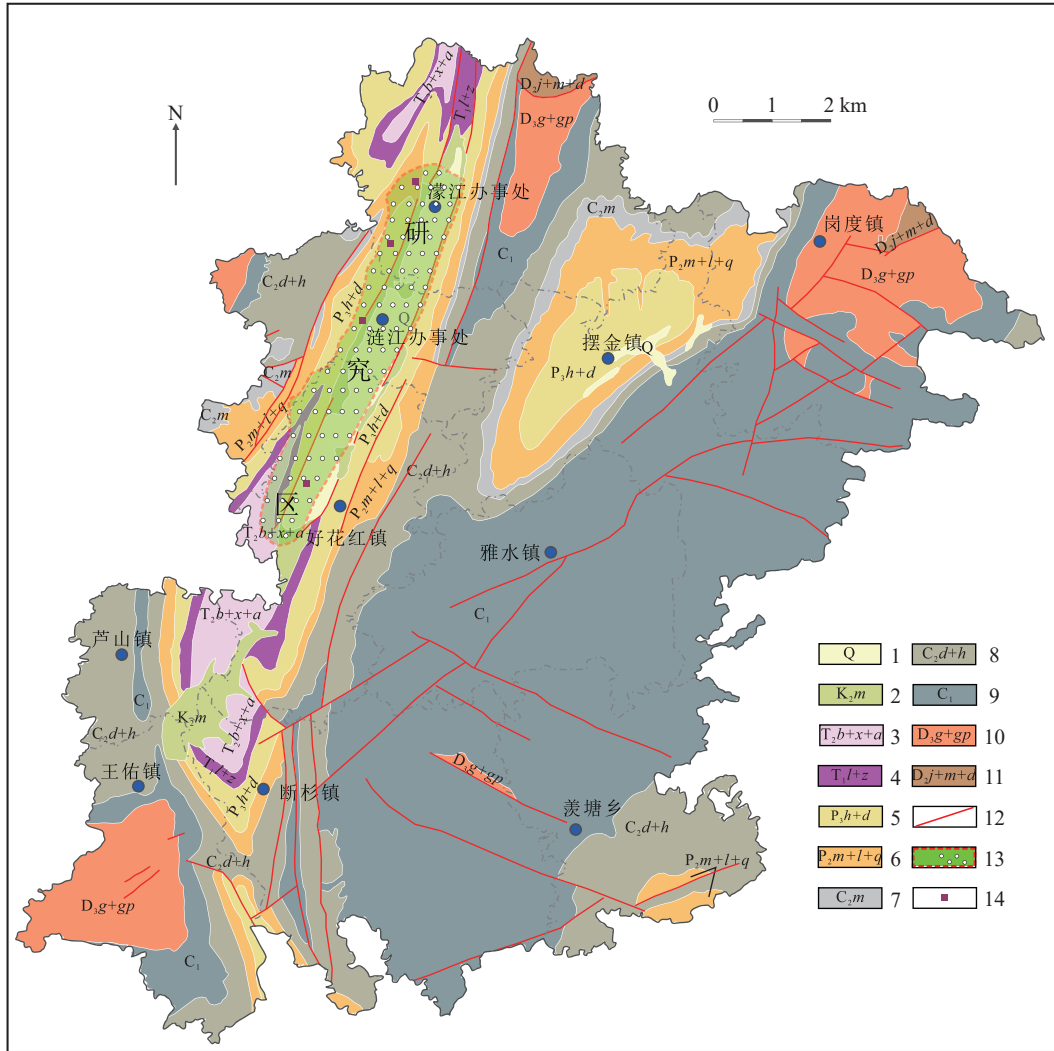 T₂b+x+a
T₁l+z
D₂j+m+d
D₃g+gp
N
0 1 2 km
濛江办事处
研
C₂m
岗度镇
D₂j+m+d
D₃g+gp
C₁
P₂m+l+q
C₂d+h
P₃h+d
Q
涟江办事处
摆金镇
Q
P₃h+d
究
C₂m
C₂m
P₂m+l+q
P₃h+d
C₂d+h
P₂m+l+q
区
T₂b+x+a
好花红镇
雅水镇
T₂b+x+a
C₁
芦山镇
C₁
K₂m
T₂b+x+a
C₂d+h
T₁l+z
王佑镇
P₃h+d
断杉镇
D₃g+gp
羡塘乡
C₂d+h
C₂d+h
P₂m+l+q
D₃g+gp
C₁
Q 1
K₂m 2
T₂b+x+a 3
T₁l+z 4
P₃h+d 5
P₂m+l+q 6
C₂m 7
C₂d+h 8
C₁ 9
D₃g+gp 10
D₂j+m+d 11
12
13
14